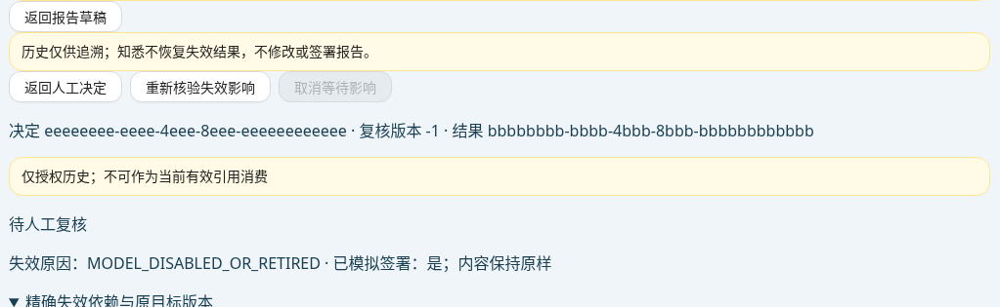 返回报告草稿
历史仅供追溯；知悉不恢复失效结果，不修改或签署报告。
返回人工决定 重新核验失效影响 取消等待影响
决定 eeeeeeee-eeee-4eee-8eee-eeeeeeeeeeee · 复核版本 -1 · 结果 bbbbbbbb-bbbb-4bbb-8bbb-bbbbbbbbbbbb
仅授权历史；不可作为当前有效引用消费
待人工复核
失效原因：MODEL_DISABLED_OR_RETIRED · 已模拟签署：是；内容保持原样
▼ 精确失效依赖与原目标版本